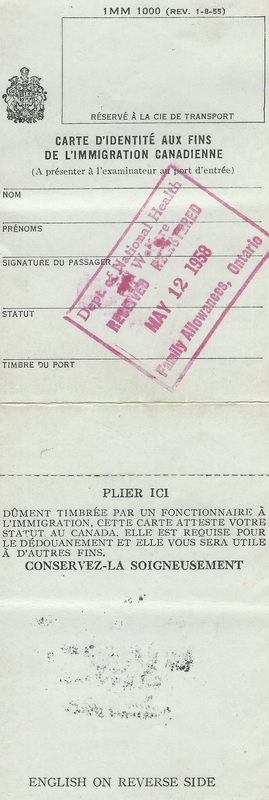 IMM 1000 (REV. 1-8-55)
RÉSERVÉ À LA CIE DE TRANSPORT
CARTE D'IDENTITÉ AUX FINS
DE L'IMMIGRATION CANADIENNE
(A présenter à l'examinateur au port d'entrée)
NOM
PRÉNOMS
SIGNATURE DU PASSAGER
STATUT
TIMBRE DU PORT
Dept. of National Health
Welfare
RECEIVED REGISTERED
MAY 12 1958
Family Allowances, Ontario
PLIER ICI
DÛMENT TIMBRÉE PAR UN FONCTIONNAIRE À
L'IMMIGRATION, CETTE CARTE ATTESTE VOTRE
STATUT AU CANADA. ELLE EST REQUISE POUR
LE DÉDOUANEMENT ET ELLE VOUS SERA UTILE
À D'AUTRES FINS.
CONSERVEZ-LA SOIGNEUSEMENT
ENGLISH ON REVERSE SIDE